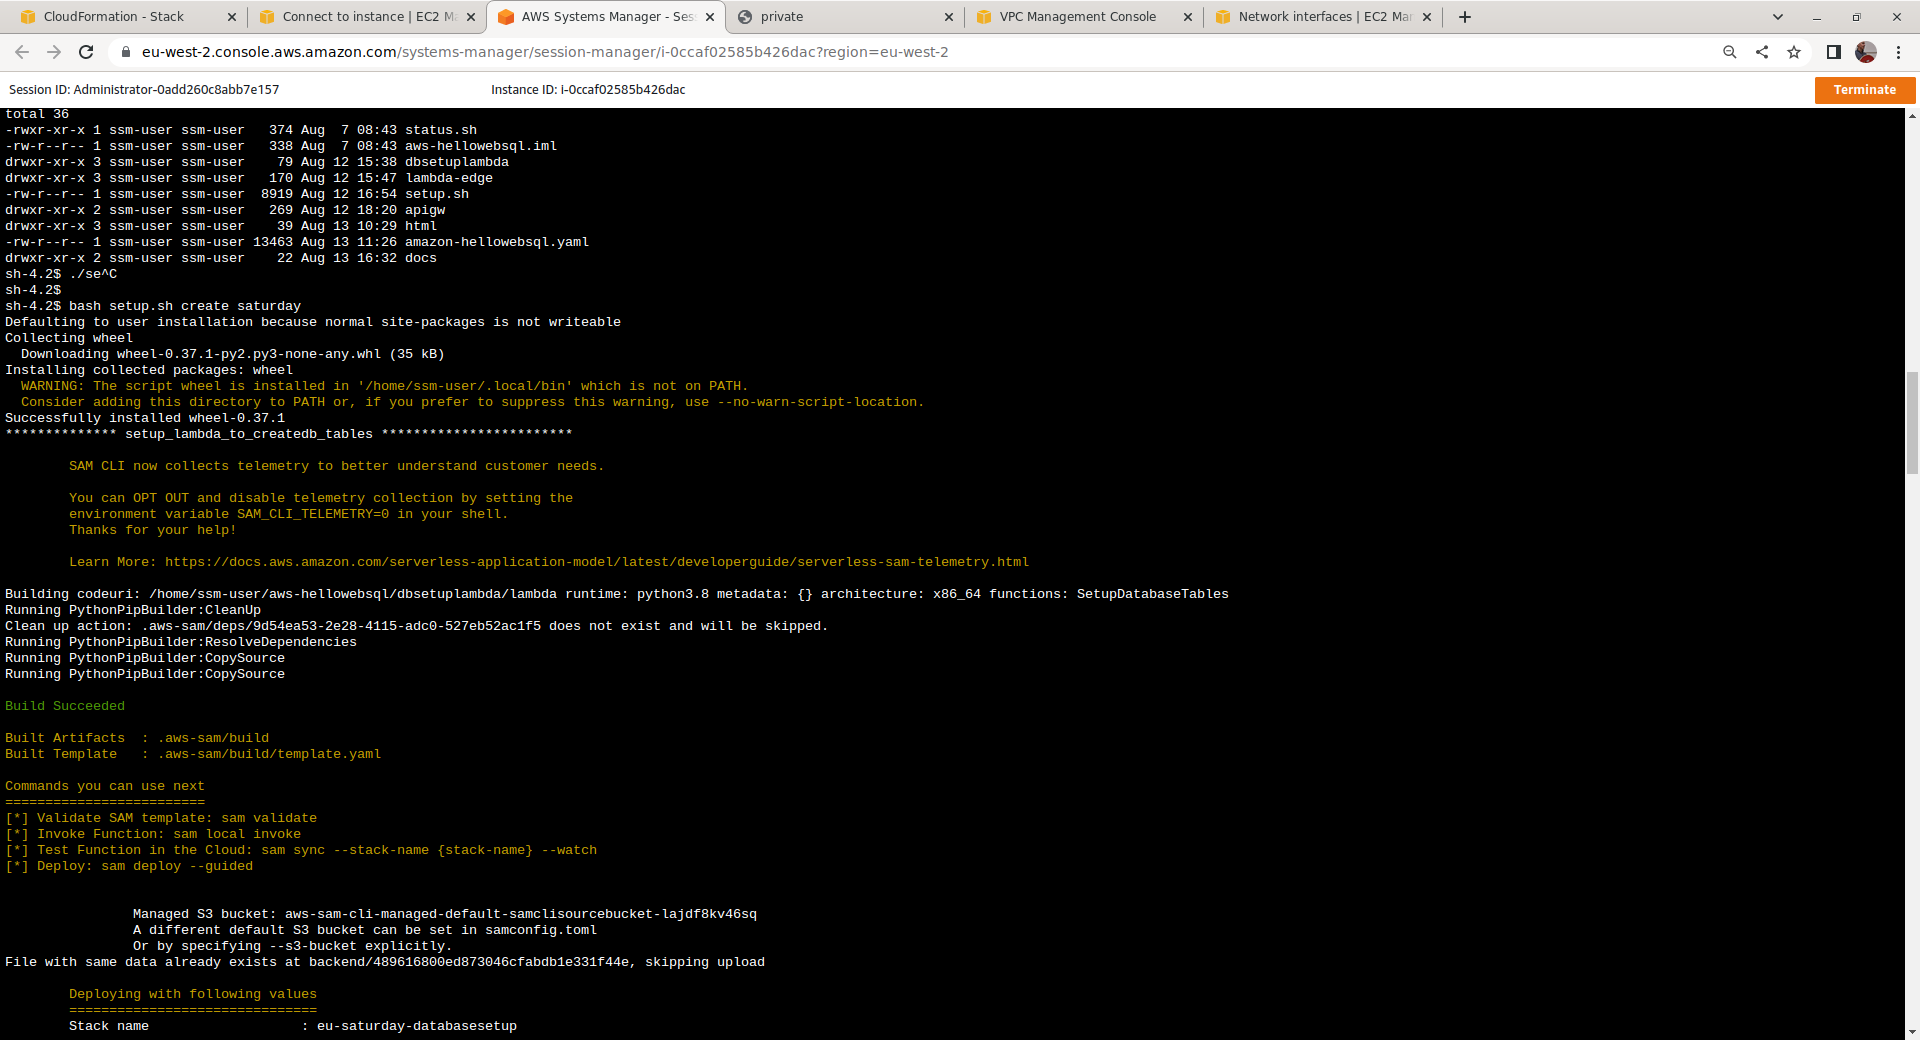 CloudFormation - Stack
Connect to instance | EC2 Ma
AWS Systems Manager - Ses
private
VPC Management Console
Network interfaces | EC2 Man
eu-west-2.console.aws.amazon.com/systems-manager/session-manager/i-0ccaf02585b426dac?region=eu-west-2
Session ID: Administrator-0add260c8abb7e157 Instance ID: i-0ccaf02585b426dac Terminate
total 36
-rwxr-xr-x 1 ssm-user ssm-user   374 Aug  7 08:43 status.sh
-rw-r--r-- 1 ssm-user ssm-user   338 Aug  7 08:43 aws-hellowebsql.iml
drwxr-xr-x 3 ssm-user ssm-user    79 Aug 12 15:38 dbsetuplambda
drwxr-xr-x 3 ssm-user ssm-user   170 Aug 12 15:47 lambda-edge
-rw-r--r-- 1 ssm-user ssm-user  8919 Aug 12 16:54 setup.sh
drwxr-xr-x 2 ssm-user ssm-user   269 Aug 12 18:20 apigw
drwxr-xr-x 3 ssm-user ssm-user    39 Aug 13 10:29 html
-rw-r--r-- 1 ssm-user ssm-user 13463 Aug 13 11:26 amazon-hellowebsql.yaml
drwxr-xr-x 2 ssm-user ssm-user    22 Aug 13 16:32 docs
sh-4.2$ ./se^C
sh-4.2$
sh-4.2$ bash setup.sh create saturday
Defaulting to user installation because normal site-packages is not writeable
Collecting wheel
  Downloading wheel-0.37.1-py2.py3-none-any.whl (35 kB)
Installing collected packages: wheel
  WARNING: The script wheel is installed in '/home/ssm-user/.local/bin' which is not on PATH.
  Consider adding this directory to PATH or, if you prefer to suppress this warning, use --no-warn-script-location.
Successfully installed wheel-0.37.1
************** setup_lambda_to_createdb_tables ************************
        SAM CLI now collects telemetry to better understand customer needs.
        You can OPT OUT and disable telemetry collection by setting the
        environment variable SAM_CLI_TELEMETRY=0 in your shell.
        Thanks for your help!
        Learn More: https://docs.aws.amazon.com/serverless-application-model/latest/developerguide/serverless-sam-telemetry.html
Building codeuri: /home/ssm-user/aws-hellowebsql/dbsetuplambda/lambda runtime: python3.8 metadata: {} architecture: x86_64 functions: SetupDatabaseTables
Running PythonPipBuilder:CleanUp
Clean up action: .aws-sam/deps/9d54ea53-2e28-4115-adc0-527eb52ac1f5 does not exist and will be skipped.
Running PythonPipBuilder:ResolveDependencies
Running PythonPipBuilder:CopySource
Running PythonPipBuilder:CopySource
Build Succeeded
Built Artifacts  : .aws-sam/build
Built Template   : .aws-sam/build/template.yaml
Commands you can use next
=========================
[*] Validate SAM template: sam validate
[*] Invoke Function: sam local invoke
[*] Test Function in the Cloud: sam sync --stack-name {stack-name} --watch
[*] Deploy: sam deploy --guided
                Managed S3 bucket: aws-sam-cli-managed-default-samclisourcebucket-lajdf8kv46sq
                A different default S3 bucket can be set in samconfig.toml
                Or by specifying --s3-bucket explicitly.
File with same data already exists at backend/489616800ed873046cfabdb1e331f44e, skipping upload
        Deploying with following values
        ===============================
        Stack name                   : eu-saturday-databasesetup